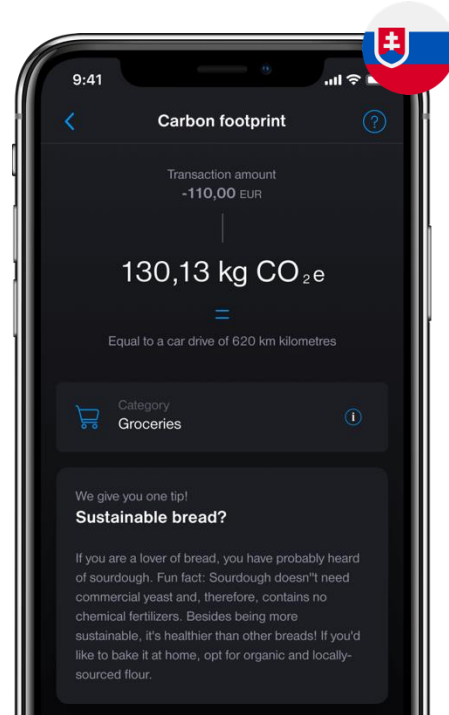 9:41
Carbon footprint
?
Transaction amount
-110,00 EUR
130,13 kg CO₂e
=
Equal to a car drive of 620 km kilometres
Category
Groceries
i
We give you one tip!
Sustainable bread?
If you are a lover of bread, you have probably heard
of sourdough. Fun fact: Sourdough doesn"t need
commercial yeast and, therefore, contains no
chemical fertilizers. Besides being more
sustainable, it's healthier than other breads! If you'd
like to bake it at home, opt for organic and locally-
sourced flour.